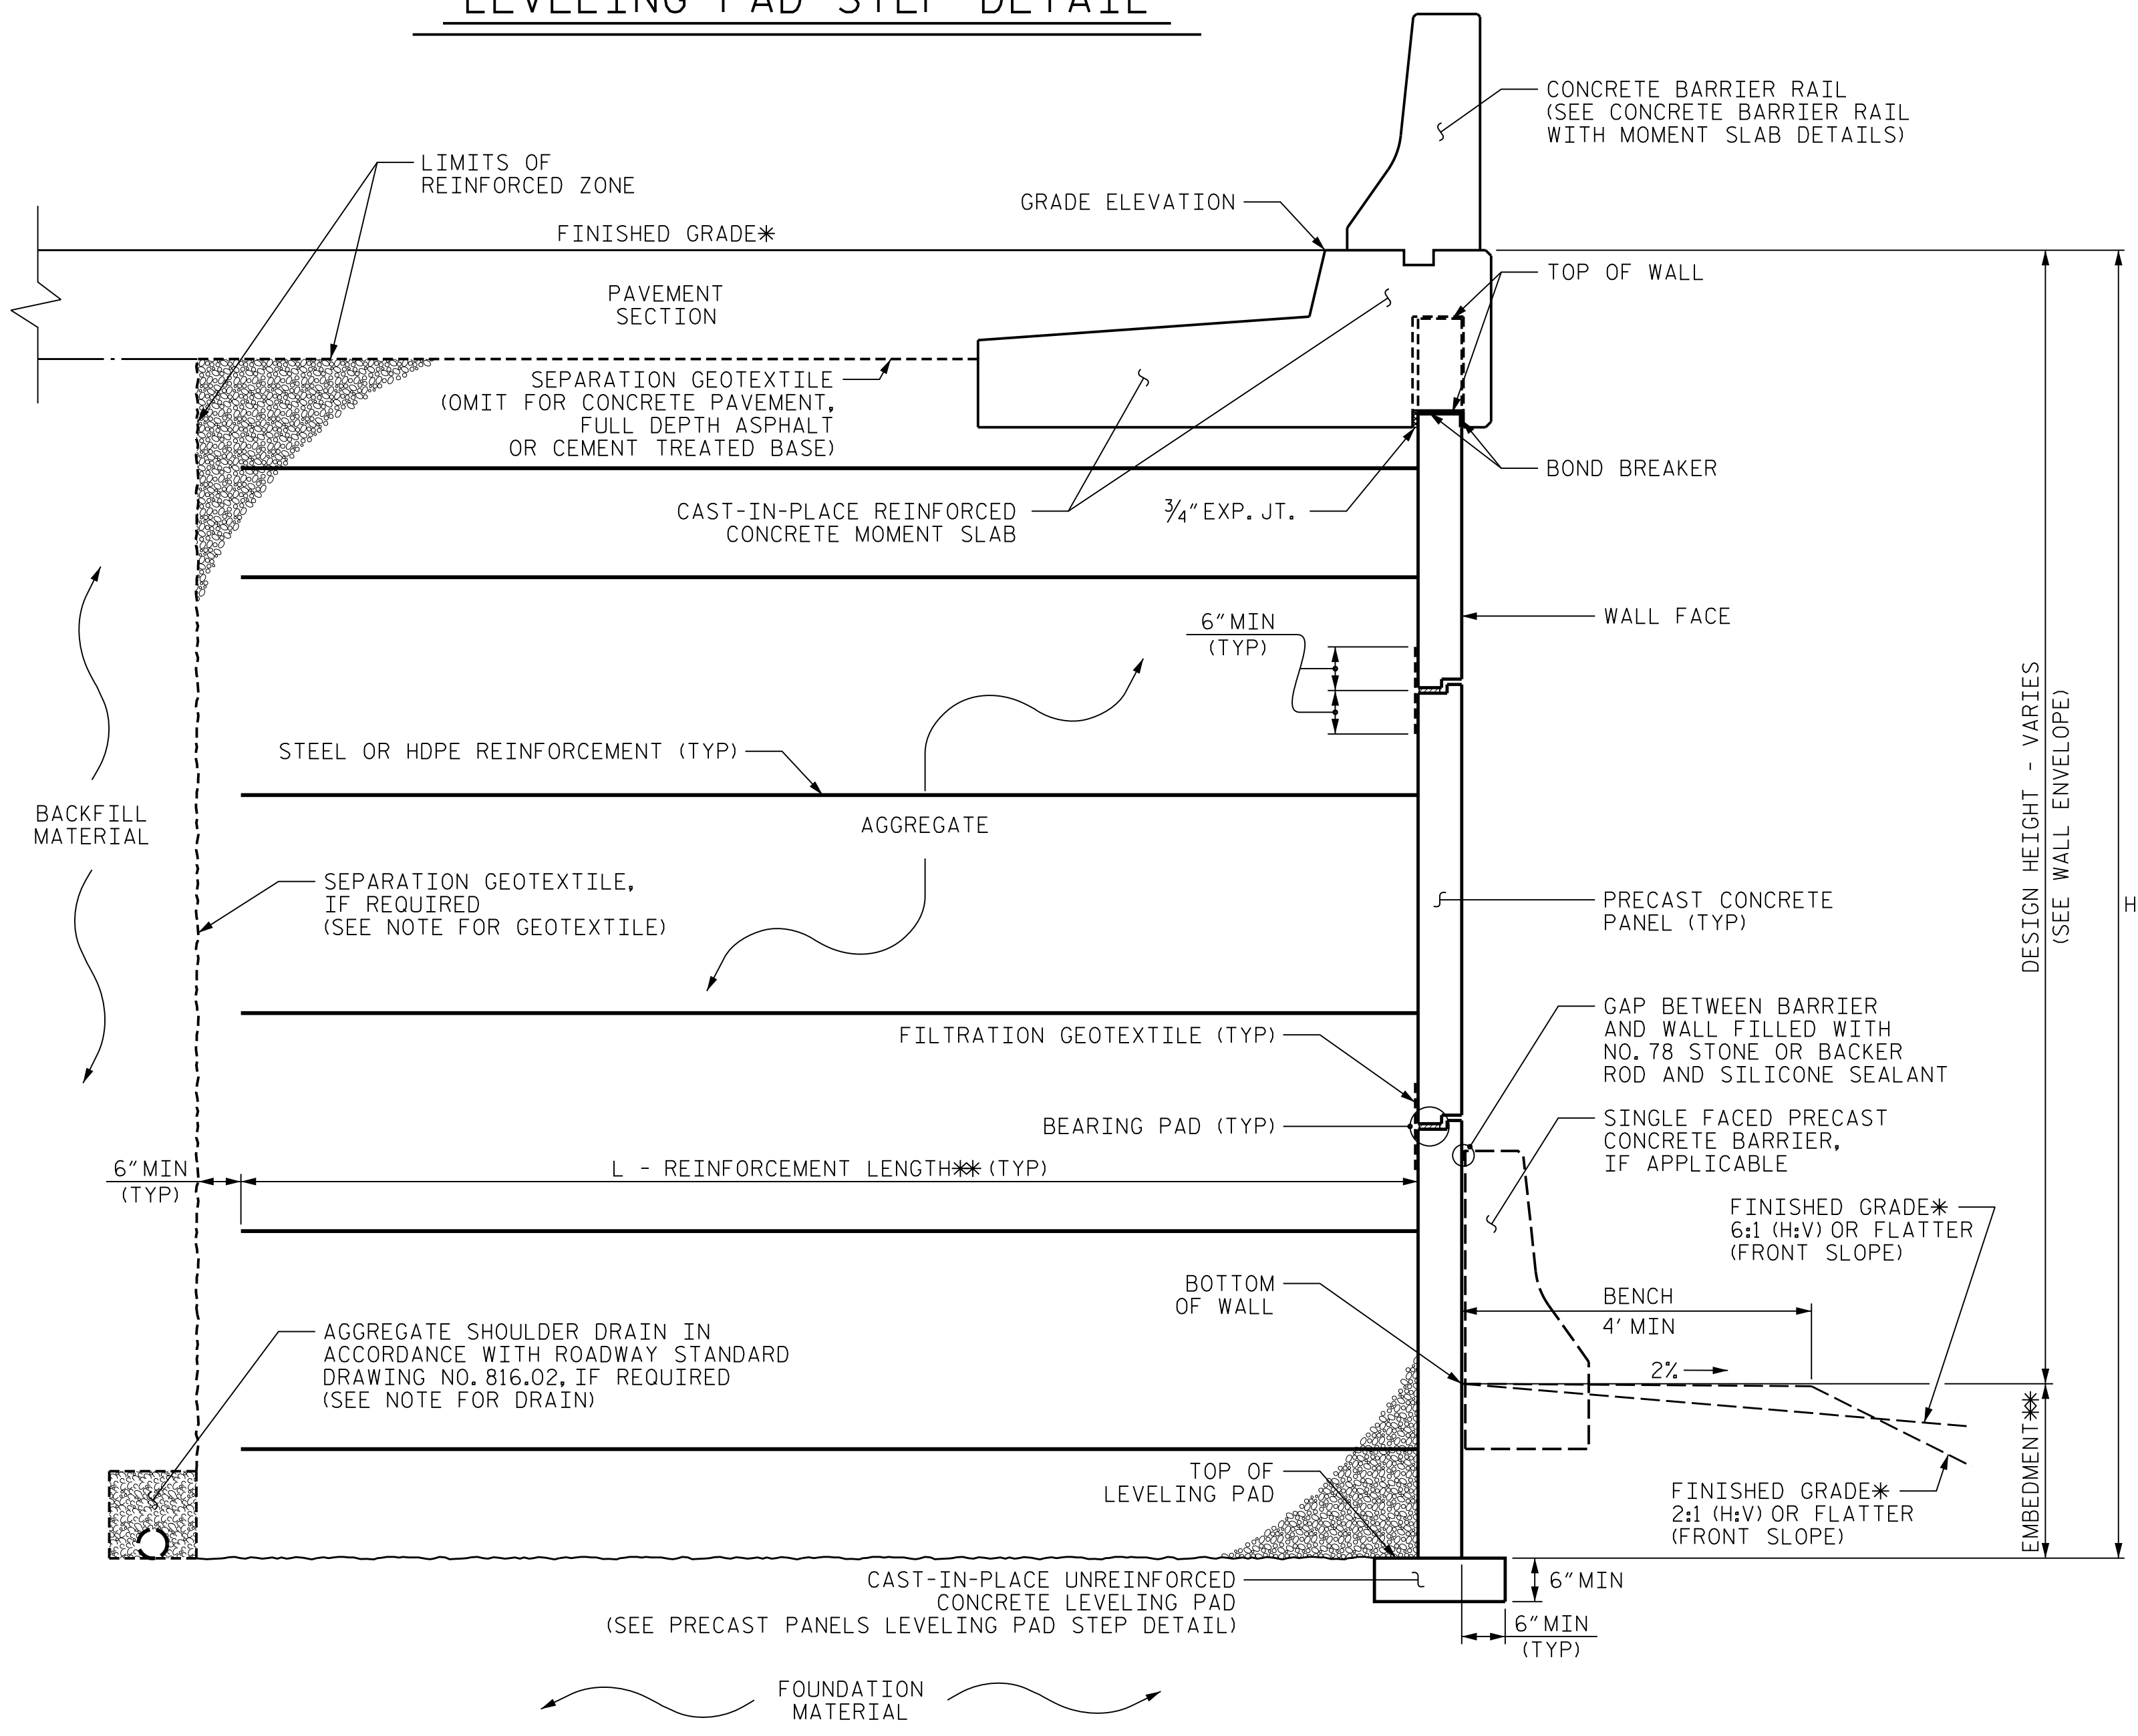 LEVELING PAD STEP DETAIL
CONCRETE BARRIER RAIL
(SEE CONCRETE BARRIER RAIL
WITH MOMENT SLAB DETAILS)
LIMITS OF
REINFORCED ZONE
GRADE ELEVATION
FINISHED GRADE*
TOP OF WALL
PAVEMENT
SECTION
SEPARATION GEOTEXTILE
(OMIT FOR CONCRETE PAVEMENT,
FULL DEPTH ASPHALT
OR CEMENT TREATED BASE)
BOND BREAKER
CAST-IN-PLACE REINFORCED
CONCRETE MOMENT SLAB
3/4" EXP. JT.
WALL FACE
6" MIN
(TYP)
STEEL OR HDPE REINFORCEMENT (TYP)
BACKFILL
MATERIAL
AGGREGATE
DESIGN HEIGHT - VARIES
(SEE WALL ENVELOPE)
H
SEPARATION GEOTEXTILE,
IF REQUIRED
(SEE NOTE FOR GEOTEXTILE)
PRECAST CONCRETE
PANEL (TYP)
GAP BETWEEN BARRIER
AND WALL FILLED WITH
NO. 78 STONE OR BACKER
ROD AND SILICONE SEALANT
FILTRATION GEOTEXTILE (TYP)
BEARING PAD (TYP)
SINGLE FACED PRECAST
CONCRETE BARRIER,
IF APPLICABLE
6" MIN
(TYP)
L - REINFORCEMENT LENGTH** (TYP)
FINISHED GRADE*
6:1 (H:V) OR FLATTER
(FRONT SLOPE)
BOTTOM
OF WALL
BENCH
4' MIN
2%
AGGREGATE SHOULDER DRAIN IN
ACCORDANCE WITH ROADWAY STANDARD
DRAWING NO. 816.02, IF REQUIRED
(SEE NOTE FOR DRAIN)
EMBEDMENT**
TOP OF
LEVELING PAD
FINISHED GRADE*
2:1 (H:V) OR FLATTER
(FRONT SLOPE)
CAST-IN-PLACE UNREINFORCED
CONCRETE LEVELING PAD
(SEE PRECAST PANELS LEVELING PAD STEP DETAIL)
6" MIN
6" MIN
(TYP)
FOUNDATION
MATERIAL